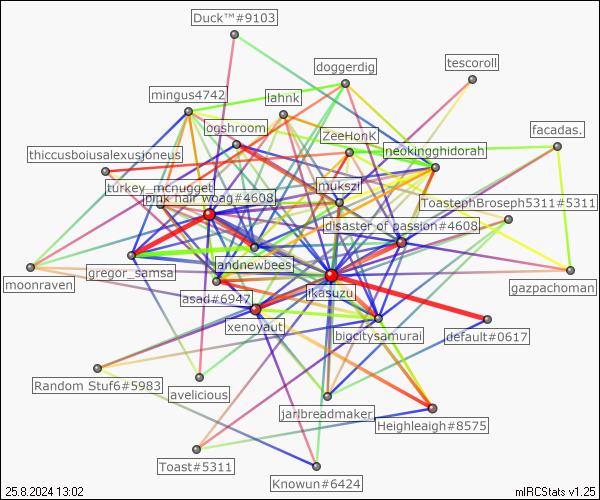 Duck™#9103
tescoroll
doggerdig
mingus4742
lahnk
ogshroom
ZeeHonK
facadas.
neokingghidorah
thiccusboiusalexusjoneus
turkey_mcnugget
mukszi
pink hair woag#4608
ToastephBroseph5311#5311
disaster of passion#4608
landnewbees
gregor_samsa
moonraven
gazpachoman
asad#6947
ikasuzu
xenoyaut
bigcitysamurai
default#0617
Random Stuf6#5983
avelicious
jarlbreadmaker
Heighleaigh#8575
Toast#5311
Knowun#6424
25.8.2024 13:02
mIRCStats v1.25